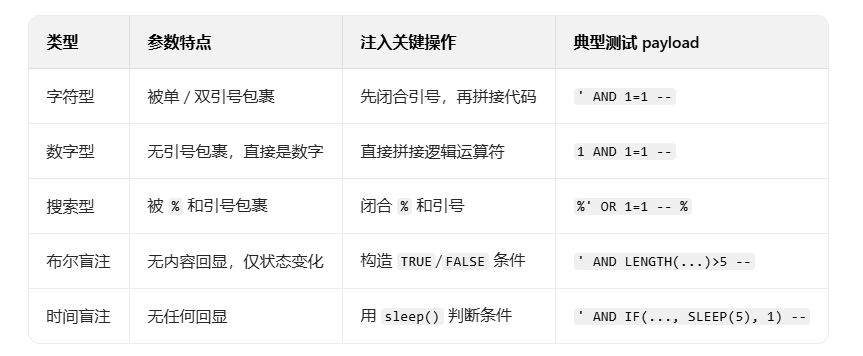 类型 参数特点 注入关键操作 典型测试 payload
字符型 被单 / 双引号包裹 先闭合引号，再拼接代码 ' AND 1=1 --
数字型 无引号包裹，直接是数字 直接拼接逻辑运算符 1 AND 1=1 --
搜索型 被 % 和引号包裹 闭合 % 和引号 %' OR 1=1 -- %
布尔盲注 无内容回显，仅状态变化 构造 TRUE/FALSE 条件 ' AND LENGTH(...)>5 --
时间盲注 无任何回显 用 sleep() 判断条件 ' AND IF(..., SLEEP(5), 1) --